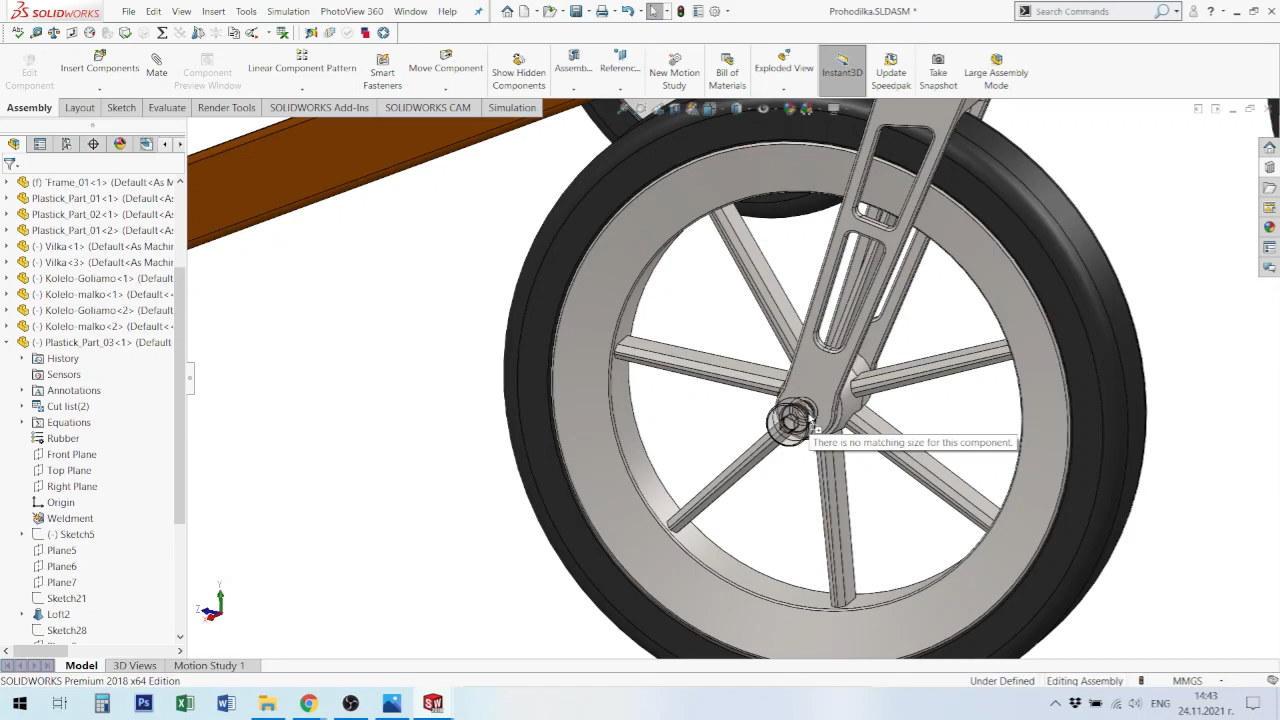 SOLIDWORKS
File
Edit
View
Insert
Tools
Simulation
PhotoView 360
Window
Help
Prohodilka.SLDASM *
Search Commands
Edit Component
Insert Components
Mate
Component Preview Window
Linear Component Pattern
Smart Fasteners
Move Component
Show Hidden Components
Assemb...
Referenc...
New Motion Study
Bill of Materials
Exploded View
Instant3D
Update Speedpak
Take Snapshot
Large Assembly Mode
Assembly
Layout
Sketch
Evaluate
Render Tools
SOLIDWORKS Add-Ins
SOLIDWORKS CAM
Simulation
(f) Frame_01<1> (Default<As M
Plastick_Part_01<1> (Default<A
Plastick_Part_02<1> (Default<A
Plastick_Part_01<2> (Default<A
(-) Vilka<1> (Default<As Machin
(-) Vilka<3> (Default<As Machin
(-) Kolelo-Goliamo<1> (Default
(-) Kolelo-malko<1> (Default<<
(-) Kolelo-Goliamo<2> (Default
(-) Kolelo-malko<2> (Default<<
(-) Plastick_Part_03<1> (Default
History
Sensors
Annotations
Cut list(2)
Equations
Rubber
Front Plane
Top Plane
Right Plane
Origin
Weldment
(-) Sketch5
Plane5
Plane6
Plane7
Sketch21
Loft2
Sketch28
There is no matching size for this component.
Y
Z
X
Model
3D Views
Motion Study 1
SOLIDWORKS Premium 2018 x64 Edition
Under Defined
Editing Assembly
MMGS
ENG
14:43
24.11.2021 г.